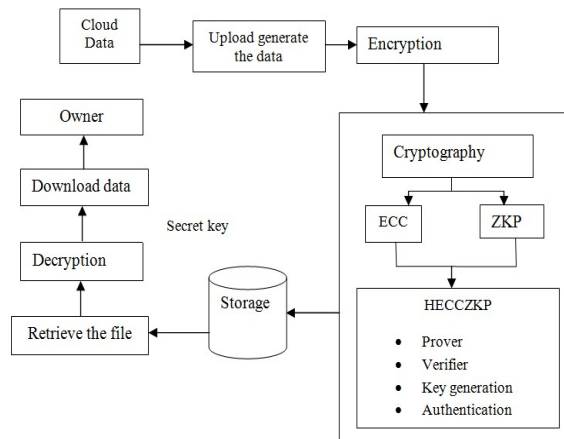 Cloud
Data
Upload generate
the data
Encryption
Cryptography
ECC
ZKP
HECCZKP
• Prover
• Verifier
• Key generation
• Authentication
Storage
Secret key
Retrieve the file
Decryption
Download data
Owner